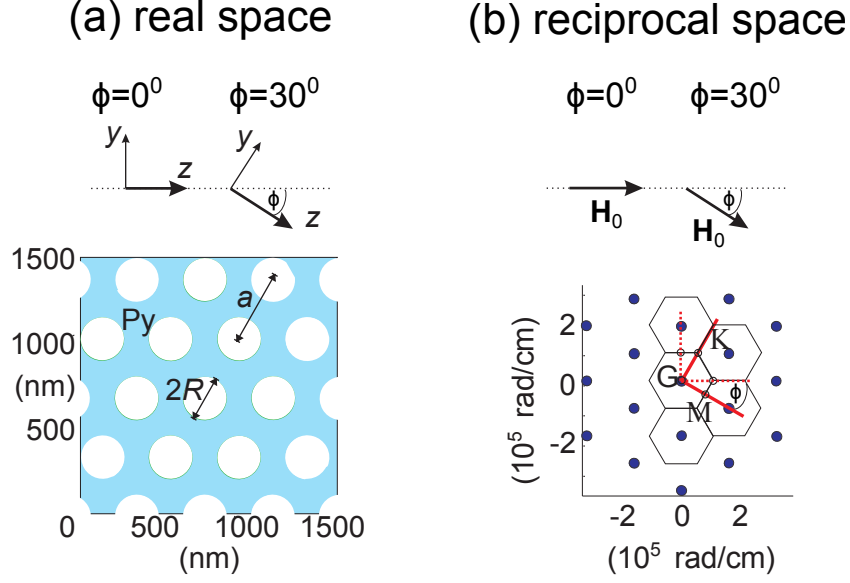 (a) real space
ϕ=0⁰ ϕ=30⁰
y
z
y
ϕ
z
1500
1000
(nm)
500
0
Py
a
2R
500 1000 1500
(nm)
(b) reciprocal space
ϕ=0⁰ ϕ=30⁰
H₀
ϕ
H₀
2
0
-2
(10⁵ rad/cm)
K
G
ϕ
M
-2 0 2
(10⁵ rad/cm)